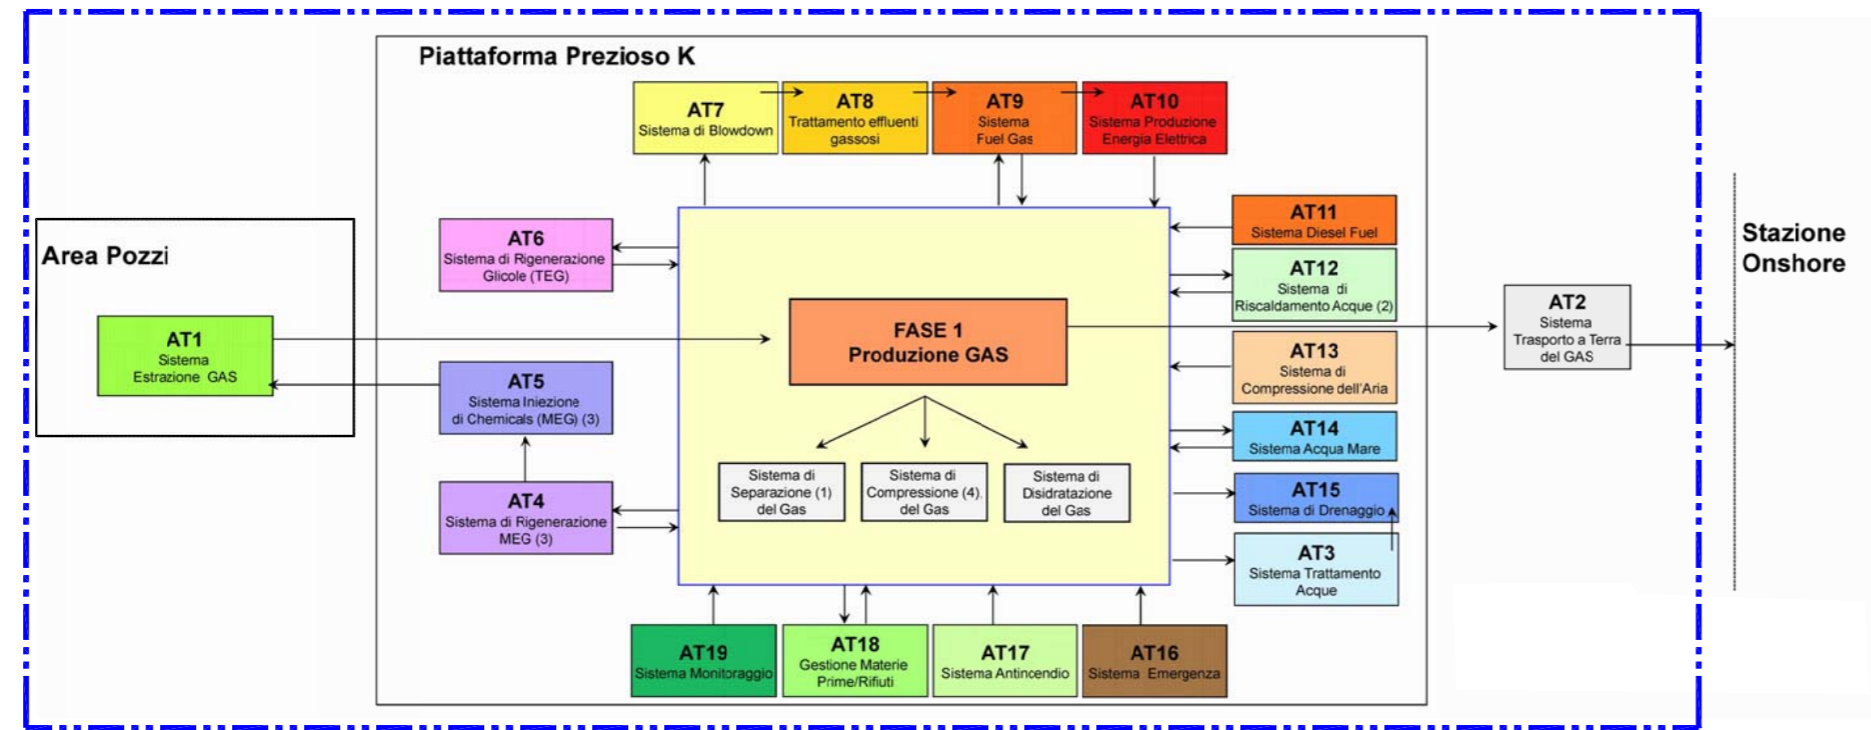 Piattaforma Prezioso K
AT7
Sistema di Blowdown
AT8
Trattamento effluenti
gassosi
AT9
Sistema
Fuel Gas
AT10
Sistema Produzione
Energia Elettrica
Area Pozzi
AT1
Sistema
Estrazione GAS
AT6
Sistema di Rigenerazione
Glicole (TEG)
AT5
Sistema Iniezione
di Chemicals (MEG) (3)
AT4
Sistema di Rigenerazione
MEG (3)
FASE 1
Produzione GAS
Sistema di
Separazione (1)
del Gas
Sistema di
Compressione (4).
del Gas
Sistema di
Disidratazione
del Gas
AT11
Sistema Diesel Fuel
AT12
Sistema di
Riscaldamento Acque (2)
AT13
Sistema di
Compressione dell'Aria
AT14
Sistema Acqua Mare
AT15
Sistema di Drenaggio
AT3
Sistema Trattamento
Acque
AT2
Sistema
Trasporto a Terra
del GAS
Stazione
Onshore
AT19
Sistema Monitoraggio
AT18
Gestione Materie
Prime/Rifiuti
AT17
Sistema Antincendio
AT16
Sistema Emergenza